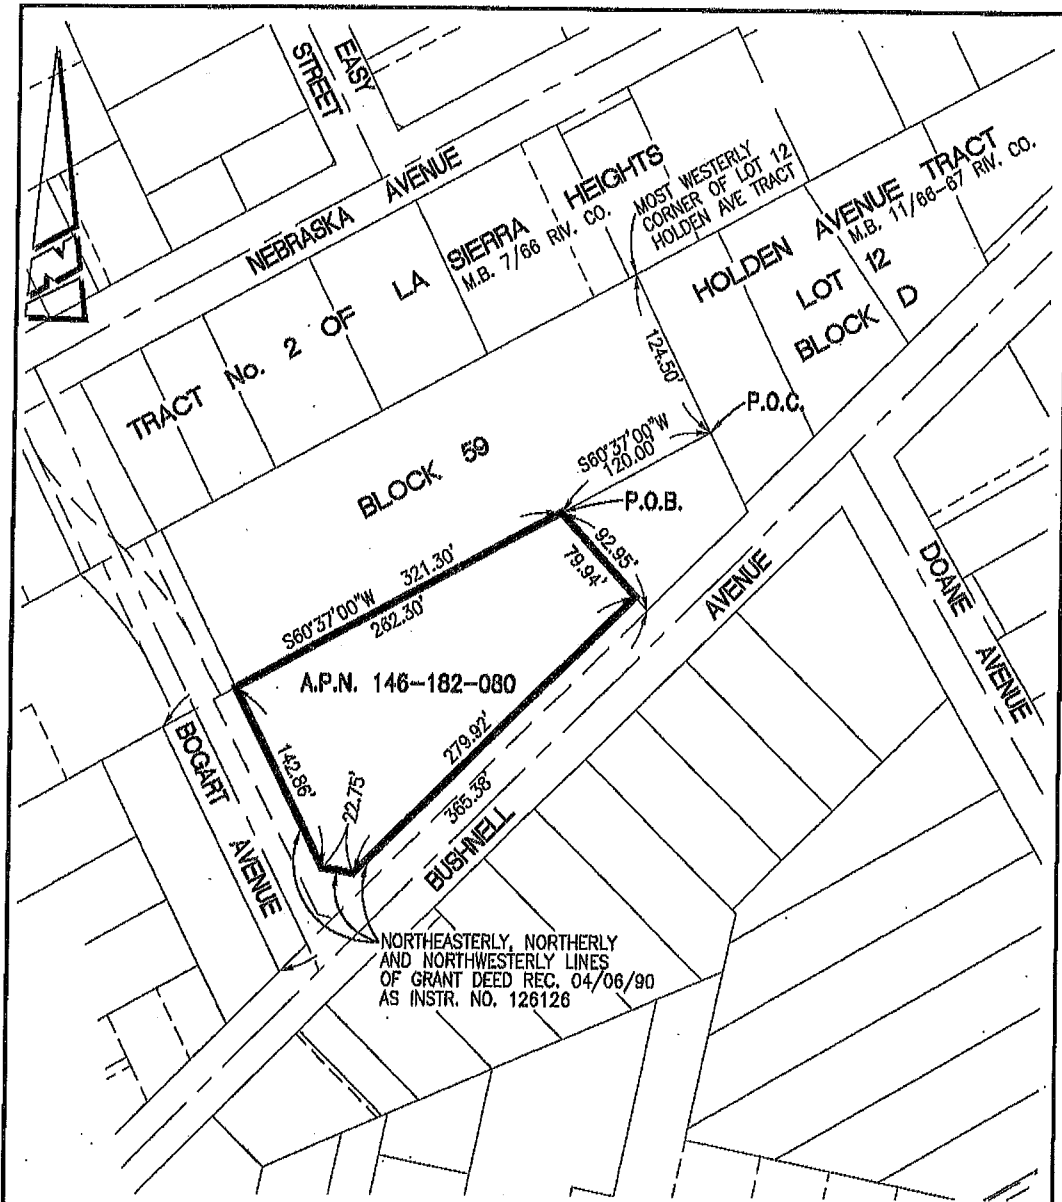 EASY
STREET
NEBRASKA AVENUE
TRACT No. 2 OF LA SIERRA HEIGHTS
M.B. 7/66 RIV. CO.
MOST WESTERLY
CORNER OF LOT 12
HOLDEN AVE TRACT
HOLDEN AVENUE TRACT
M.B. 11/66-67 RIV. CO.
LOT 12
BLOCK D
124.50'
P.O.C.
S60°37'00"W
120.00'
BLOCK 59
P.O.B.
92.95'
79.94'
321.30'
S60°37'00"W
262.30'
A.P.N. 146-182-080
DOANE AVENUE
BOGART AVENUE
142.86'
22.75'
279.92'
365.38'
BUSHNELL AVENUE
NORTHEASTERLY, NORTHERLY
AND NORTHWESTERLY LINES
OF GRANT DEED REC. 04/06/90
AS INSTR. NO. 126126